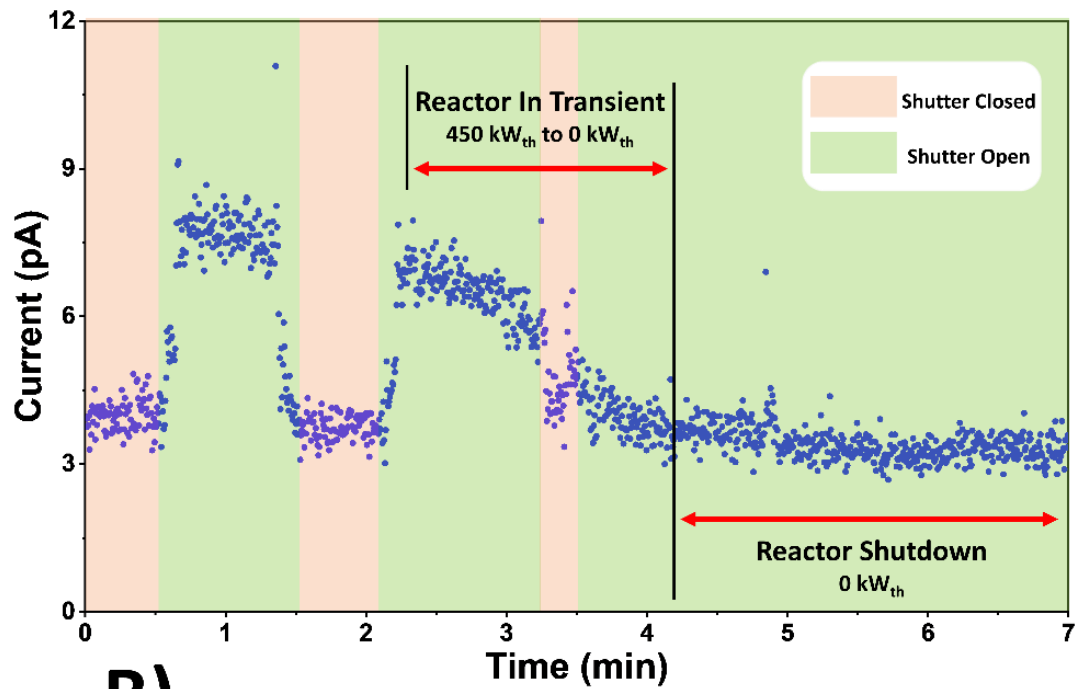 12
9
6
3
0
Current (pA)
Reactor In Transient
450 kWth to 0 kWth
Shutter Closed
Shutter Open
Reactor Shutdown
0 kWth
0 1 2 3 4 5 6 7
Time (min)
B)